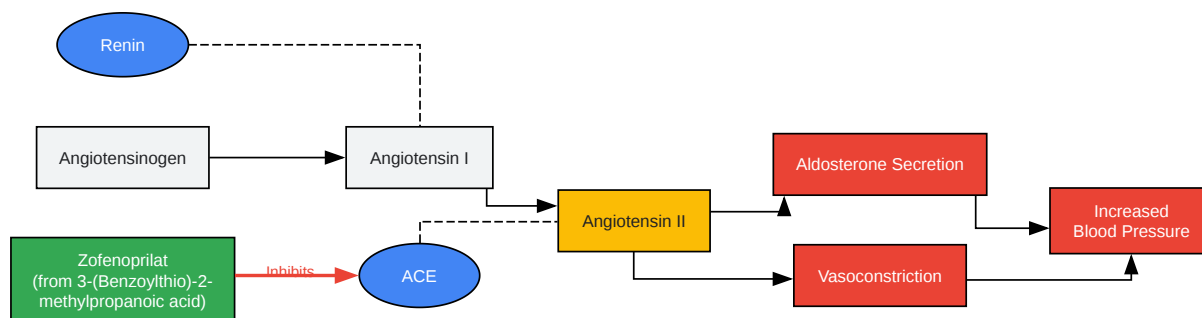 Renin
Angiotensinogen
Angiotensin I
Aldosterone Secretion
Angiotensin II
Increased
Blood Pressure
Zofenoprilat
(from 3-(Benzoylthio)-2-
methylpropanoic acid)
Inhibits
ACE
Vasoconstriction